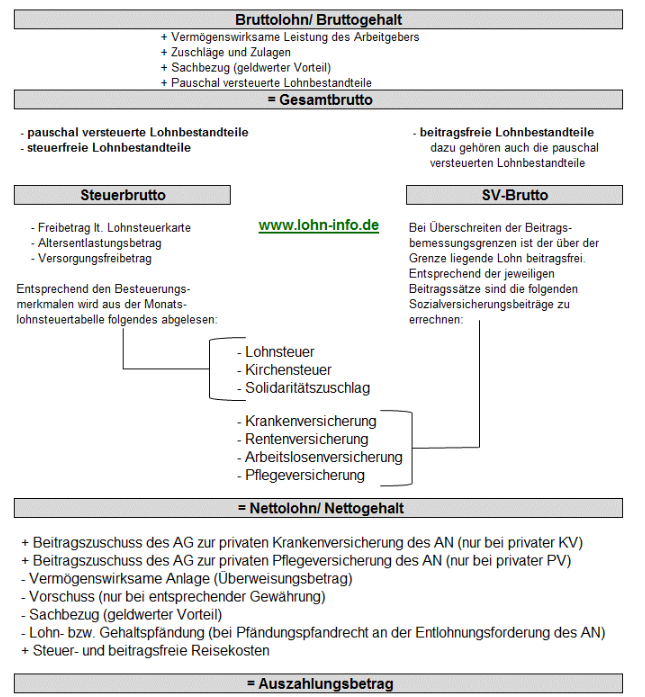 Bruttolohn/ Bruttogehalt
+ Vermögenswirksame Leistung des Arbeitgebers
+ Zuschläge und Zulagen
+ Sachbezug (geldwerter Vorteil)
+ Pauschal versteuerte Lohnbestandteile
= Gesamtbrutto
- pauschal versteuerte Lohnbestandteile
- steuerfreie Lohnbestandteile
- beitragsfreie Lohnbestandteile
dazu gehören auch die pauschal
versteuerten Lohnbestandteile
Steuerbrutto
- Freibetrag lt. Lohnsteuerkarte
- Altersentlastungsbetrag
- Versorgungsfreibetrag
Entsprechend den Besteuerungs-
merkmalen wird aus der Monats-
lohnsteuertabelle folgendes abgelesen:
www.lohn-info.de
SV-Brutto
Bei Überschreiten der Beitrags-
bemessungsgrenzen ist der über der
Grenze liegende Lohn beitragsfrei.
Entsprechend der jeweiligen
Beitragssätze sind die folgenden
Sozialversicherungsbeiträge zu
errechnen:
- Lohnsteuer
- Kirchensteuer
- Solidaritätszuschlag
- Krankenversicherung
- Rentenversicherung
- Arbeitslosenversicherung
- Pflegeversicherung
= Nettolohn/ Nettogehalt
+ Beitragszuschuss des AG zur privaten Krankenversicherung des AN (nur bei privater KV)
+ Beitragszuschuss des AG zur privaten Pflegeversicherung des AN (nur bei privater PV)
- Vermögenswirksame Anlage (Überweisungsbetrag)
- Vorschuss (nur bei entsprechender Gewährung)
- Sachbezug (geldwerter Vorteil)
- Lohn- bzw. Gehaltspfändung (bei Pfändungspfandrecht an der Entlohnungsforderung des AN)
+ Steuer- und beitragsfreie Reisekosten
= Auszahlungsbetrag